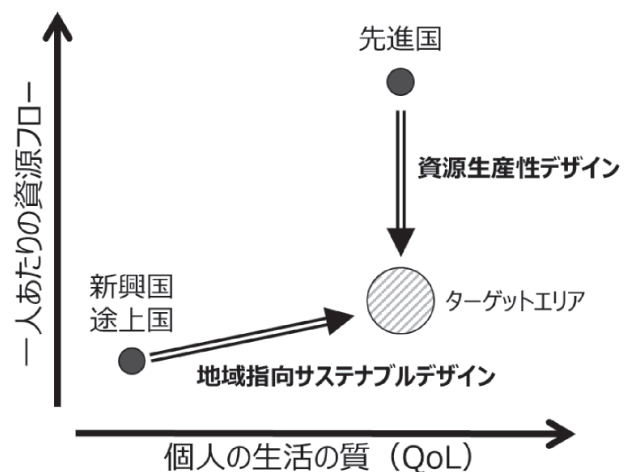 先進国
一人あたりの資源フロー
資源生産性デザイン
新興国
途上国
ターゲットエリア
地域指向サステナブルデザイン
個人の生活の質（QoL）